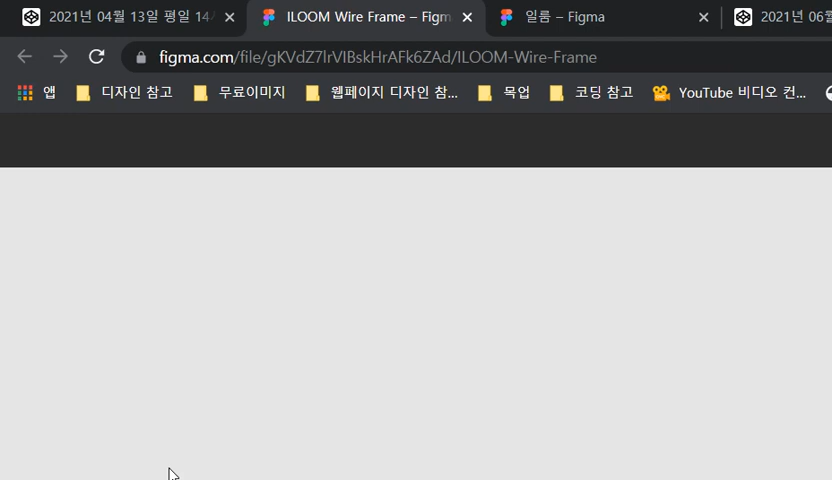 2021년 04월 13일 평일 14
ILOOM Wire Frame – Figm
일룸 – Figma
2021년 06
figma.com/file/gKVdZ7lrVIBskHrAFk6ZAd/ILOOM-Wire-Frame
앱 디자인 참고 무료이미지 웹페이지 디자인 참... 목업 코딩 참고 YouTube 비디오 컨...